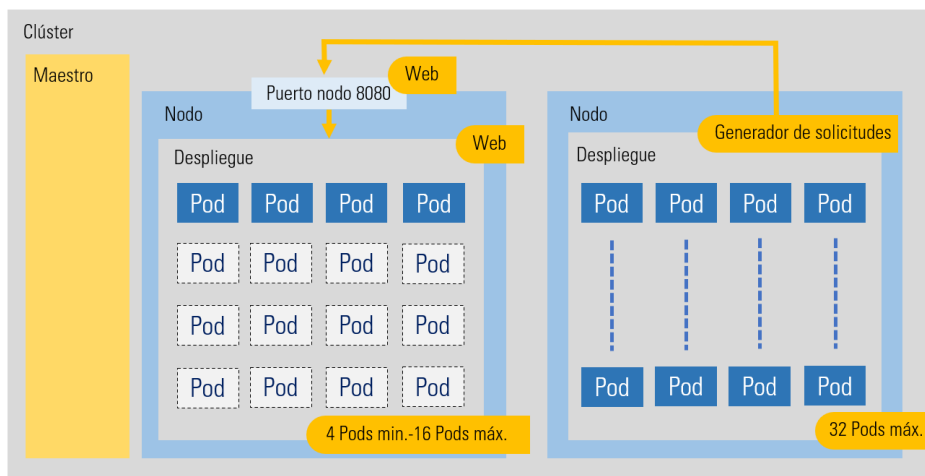 Clúster
Maestro
Web
Puerto nodo 8080
Nodo
Web
Despliegue
Pod Pod Pod Pod
Pod Pod Pod Pod
Pod Pod Pod Pod
Pod Pod Pod Pod
4 Pods min.-16 Pods máx.
Nodo
Generador de solicitudes
Despliegue
Pod Pod Pod Pod
Pod Pod Pod Pod
32 Pods máx.